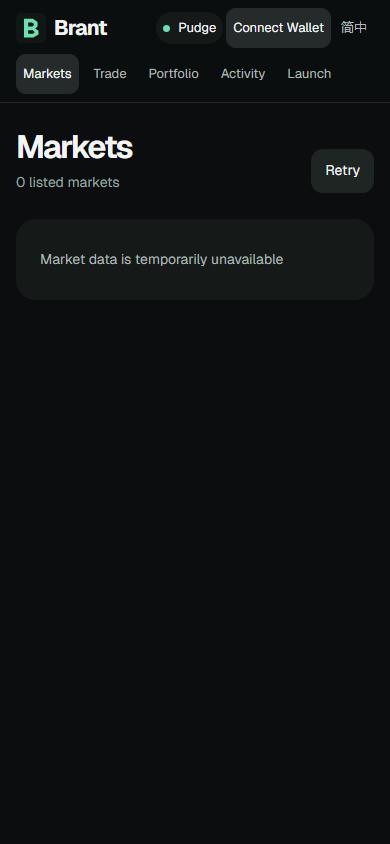 Brant
Pudge
Connect Wallet
简中
Markets
Trade
Portfolio
Activity
Launch
Markets
0 listed markets
Retry
Market data is temporarily unavailable